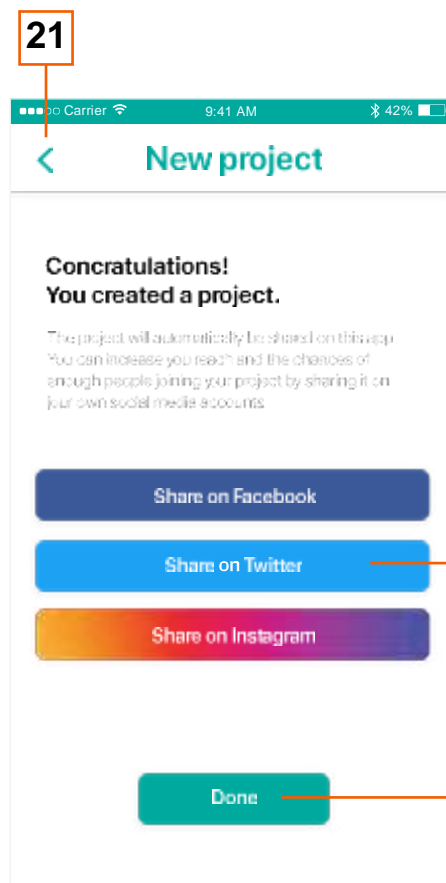 21
Carrier 9:41 AM 42%
New project
Concratulations!
You created a project.
The project will automatically be shared on this app
You can increase you reach and the chances of
enough people joining your project by sharing it on
your own social media accounts
Share on Facebook
Share on Twitter
Share on Instagram
Done